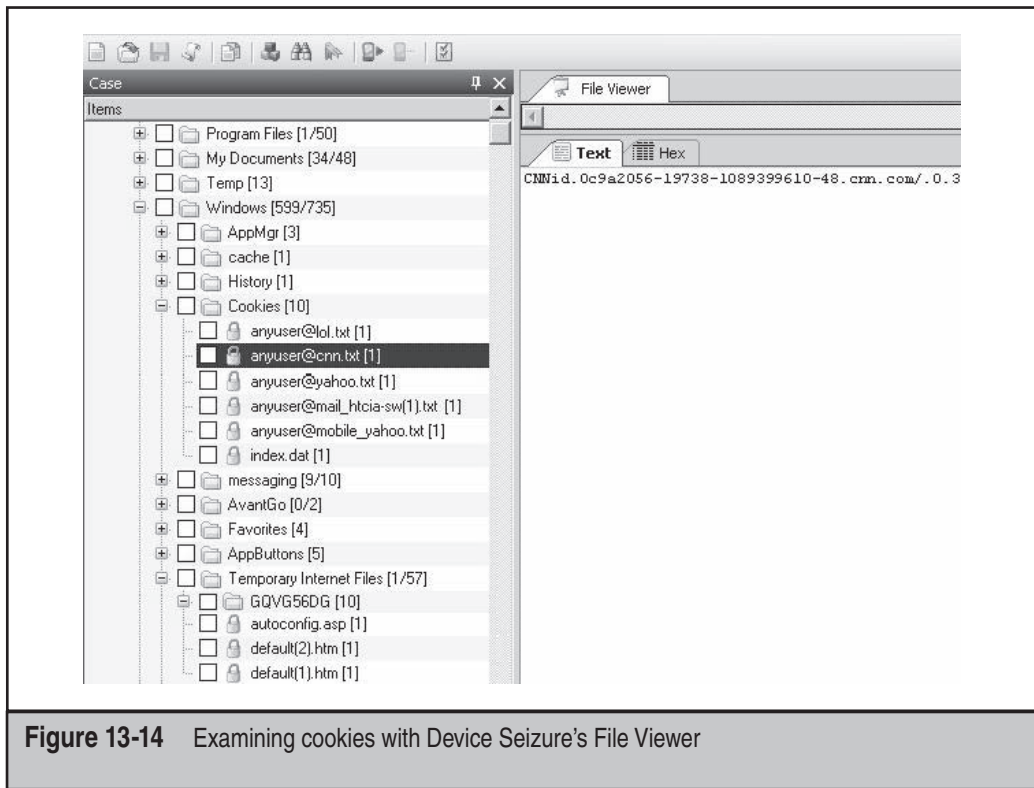 Case
Items
Program Files [1/50]
My Documents [34/48]
Temp [13]
Windows [599/735]
AppMgr [3]
cache [1]
History [1]
Cookies [10]
anyuser@lol.txt [1]
anyuser@cnn.txt [1]
anyuser@yahoo.txt [1]
anyuser@mail_htcia-sw(1).txt [1]
anyuser@mobile_yahoo.txt [1]
index.dat [1]
messaging [9/10]
AvantGo [0/2]
Favorites [4]
AppButtons [5]
Temporary Internet Files [1/57]
GQVG56DG [10]
autoconfig.asp [1]
default(2).htm [1]
default(1).htm [1]
File Viewer
Text Hex
CNNid.0c9a2056-19738-1089399610-48.cnn.com/.0.3
Figure 13-14 Examining cookies with Device Seizure's File Viewer